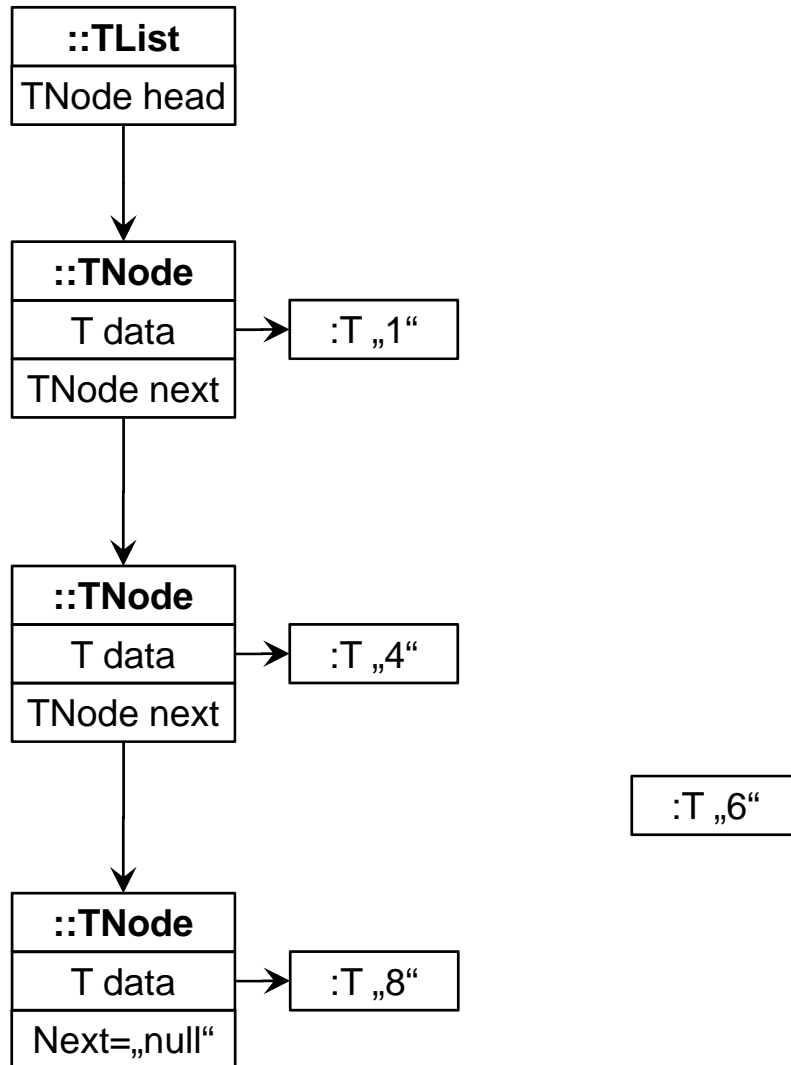 ::TList
TNode head
::TNode
T data
:T „1“
TNode next
::TNode
T data
:T „4“
TNode next
:T „6“
::TNode
T data
:T „8“
Next=„null“